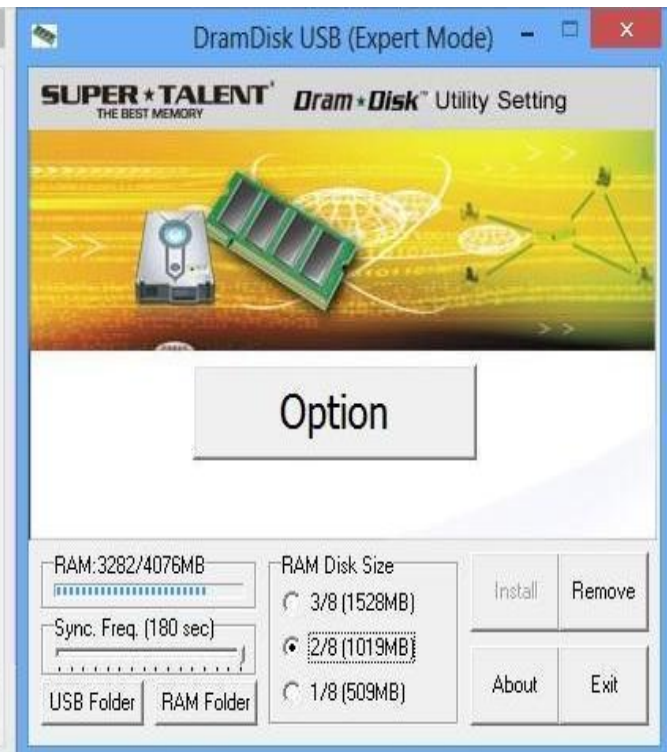 DramDisk USB (Expert Mode)
SUPER★TALENT
THE BEST MEMORY
Dram★Disk™ Utility Setting
Option
RAM:3282/4076MB
Sync. Freq. (180 sec)
USB Folder
RAM Folder
RAM Disk Size
3/8 (1528MB)
2/8 (1019MB)
1/8 (509MB)
Install
Remove
About
Exit